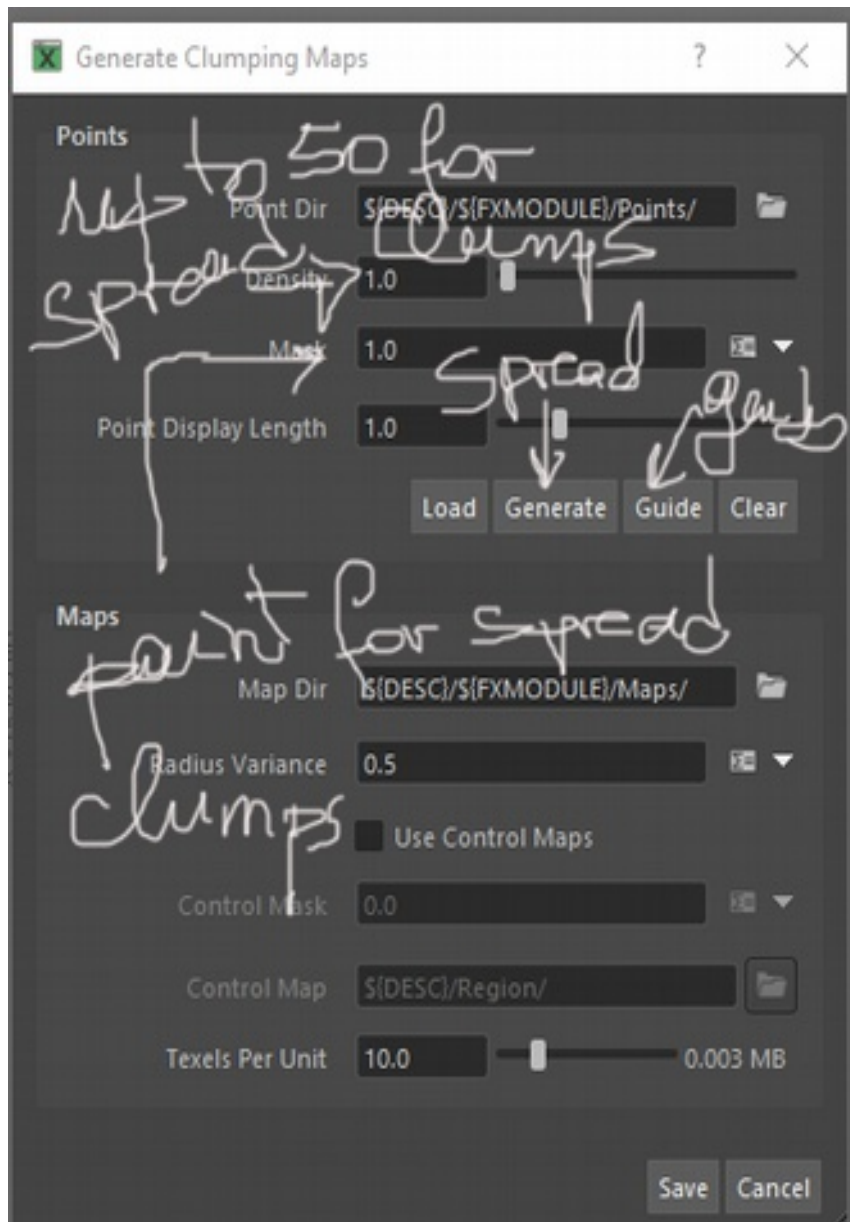 Generate Clumping Maps ? ×
Points
up to 50 for
Point Dir ${DESC}/${FXMODULE}/Points/
spread clumps
Density 1.0
Mask 1.0
spread
Point Display Length 1.0
Load Generate Guide Clear
Maps
paint for spread
Map Dir ${DESC}/${FXMODULE}/Maps/
Radius Variance 0.5
clumps
Use Control Maps
Control Mask 0.0
Control Map ${DESC}/Region/
Texels Per Unit 10.0 0.003 MB
Save Cancel